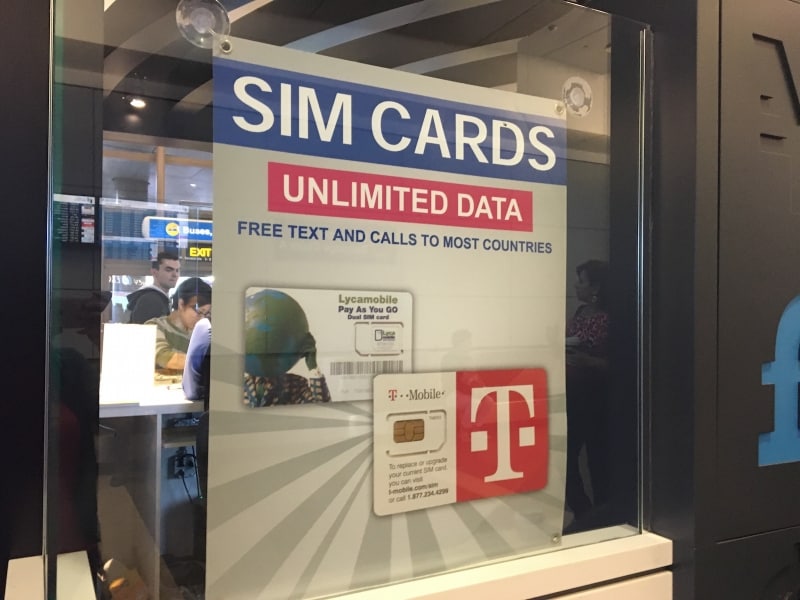 SIM CARDS
UNLIMITED DATA
FREE TEXT AND CALLS TO MOST COUNTRIES
Buses,
EXIT
Lycamobile
Pay As You GO
Dual SIM card
T··Mobile·
T
To replace or upgrade
your current SIM card
you can visit
t-mobile.com/sim
or call 1.877.234.4299